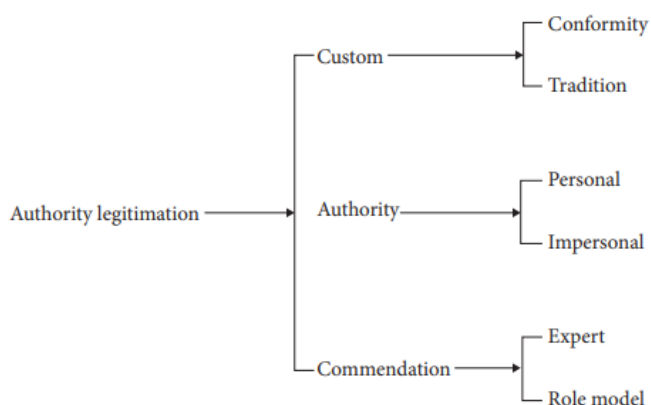 Authority legitimation
Custom
Conformity
Tradition
Authority
Personal
Impersonal
Commendation
Expert
Role model